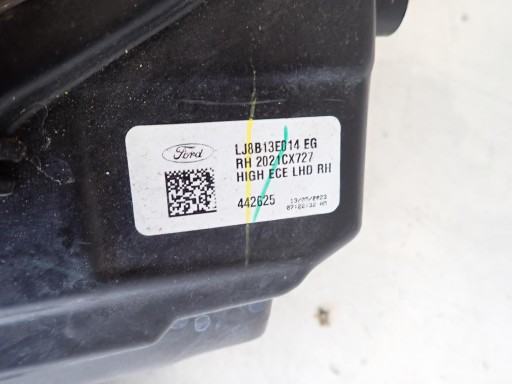 Ford
LJ8B13E014 EG
RH 2021CX727
HIGH ECE LHD RH
442625